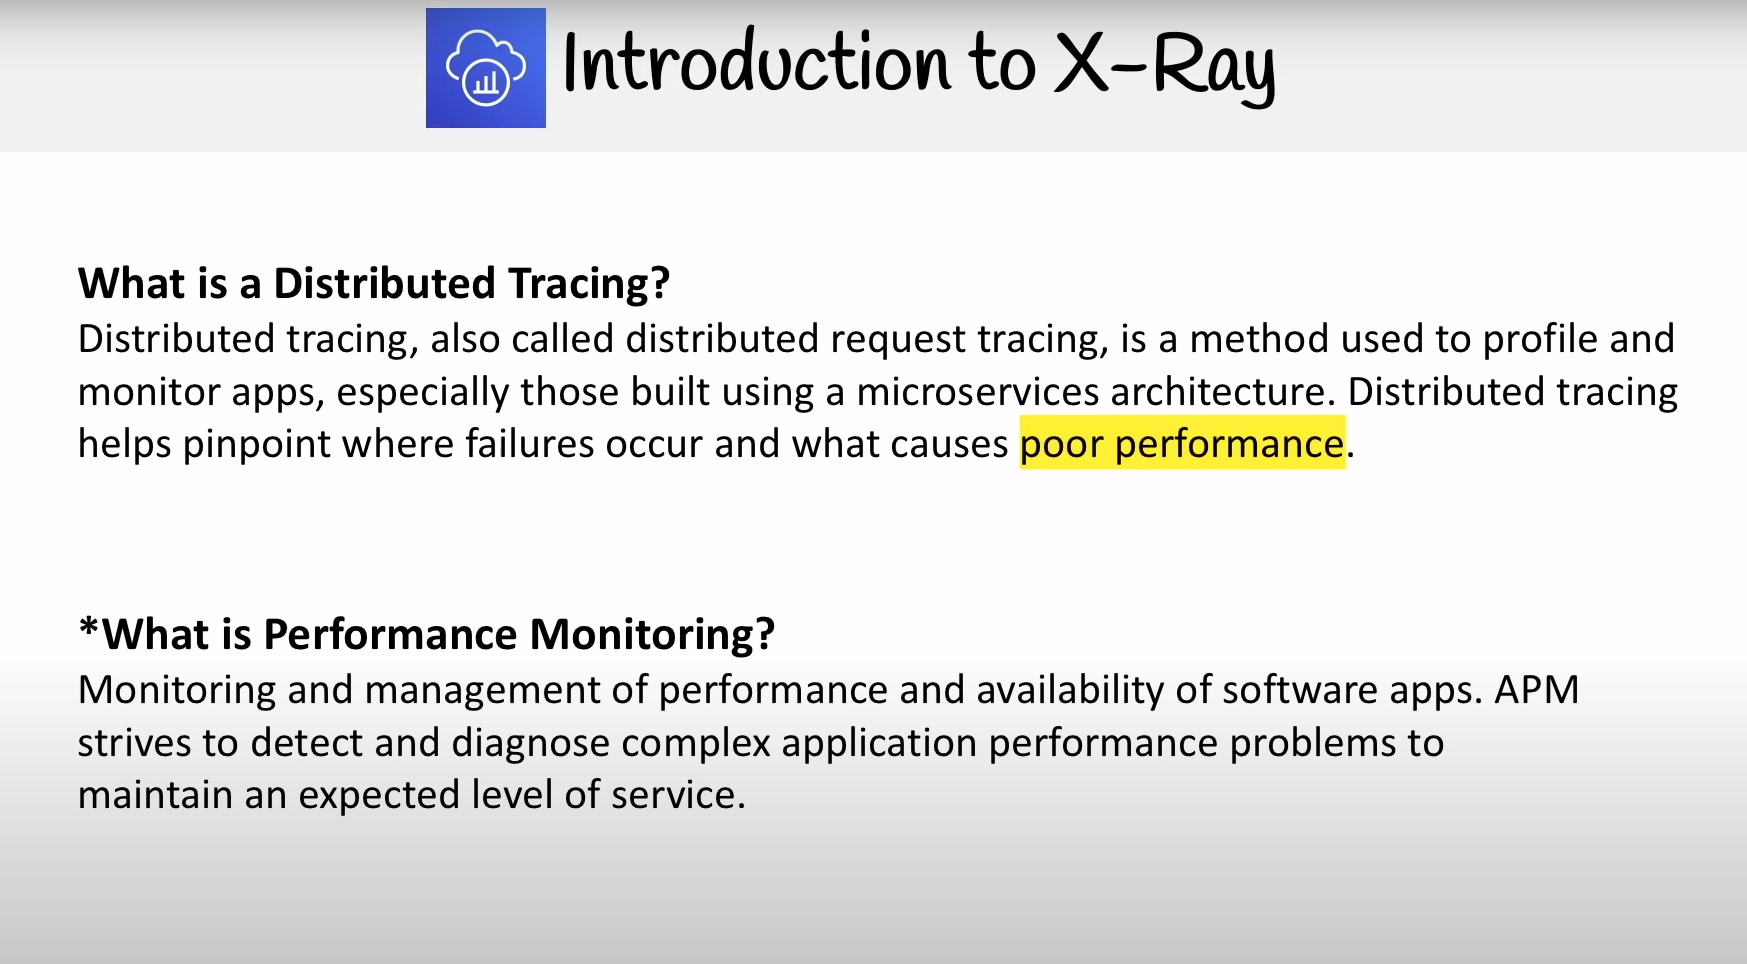 Introduction to X-Ray
What is a Distributed Tracing?
Distributed tracing, also called distributed request tracing, is a method used to profile and
monitor apps, especially those built using a microservices architecture. Distributed tracing
helps pinpoint where failures occur and what causes poor performance.
*What is Performance Monitoring?
Monitoring and management of performance and availability of software apps. APM
strives to detect and diagnose complex application performance problems to
maintain an expected level of service.